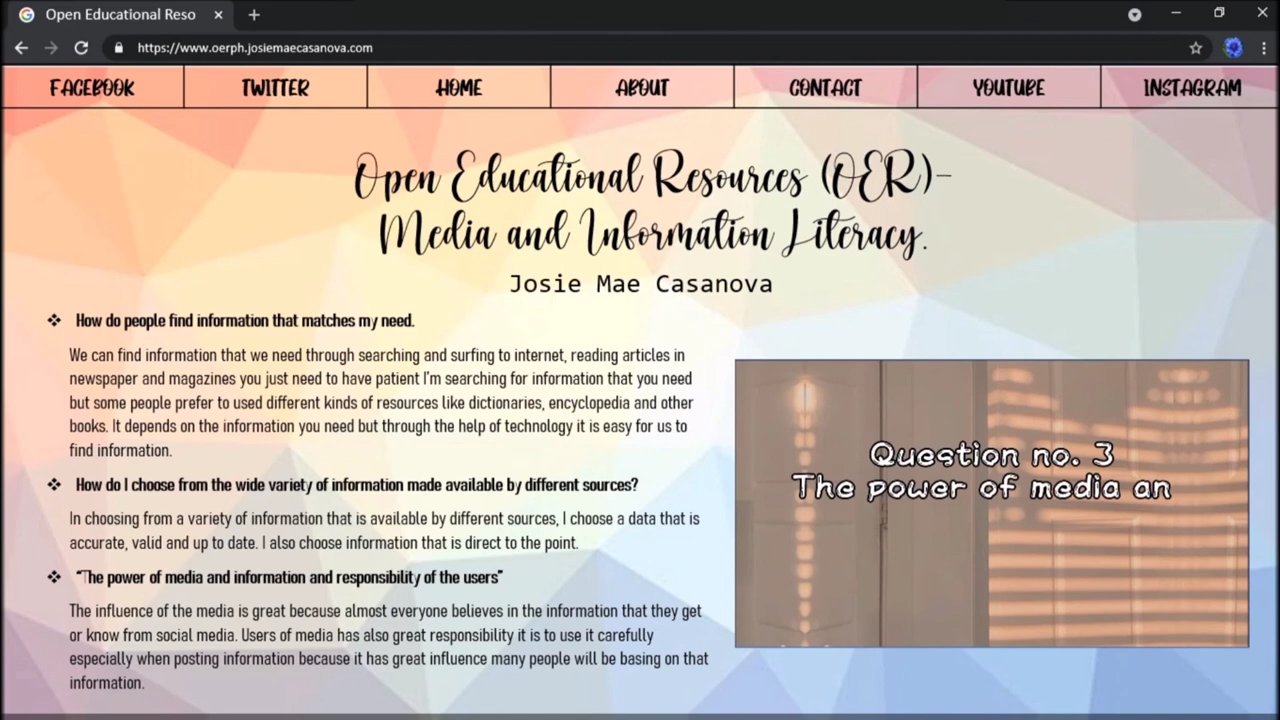 Open Educational Reso
https://www.oerph.josiemaecasanova.com
FACEBOOK TWITTER HOME ABOUT CONTACT YOUTUBE INSTAGRAM
Open Educational Resources (OER)-
Media and Information Literacy.
Josie Mae Casanova
❖ How do people find information that matches my need.
We can find information that we need through searching and surfing to internet, reading articles in
newspaper and magazines you just need to have patient I'm searching for information that you need
but some people prefer to used different kinds of resources like dictionaries, encyclopedia and other
books. It depends on the information you need but through the help of technology it is easy for us to
find information.
❖ How do I choose from the wide variety of information made available by different sources?
In choosing from a variety of information that is available by different sources, I choose a data that is
accurate, valid and up to date. I also choose information that is direct to the point.
❖ “The power of media and information and responsibility of the users”
The influence of the media is great because almost everyone believes in the information that they get
or know from social media. Users of media has also great responsibility it is to use it carefully
especially when posting information because it has great influence many people will be basing on that
information.
Question no. 3
The power of media an